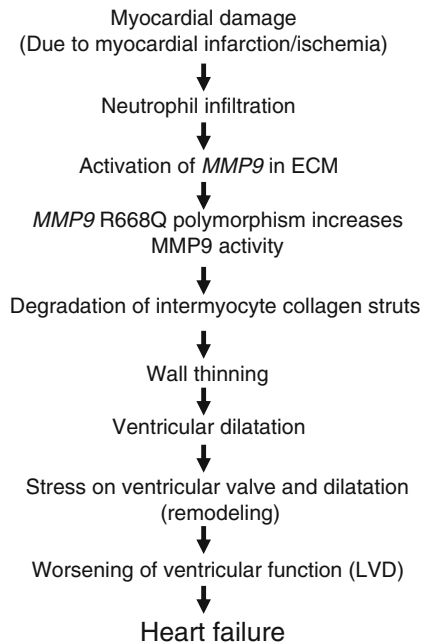 Myocardial damage
(Due to myocardial infarction/ischemia)
Neutrophil infiltration
Activation of MMP9 in ECM
MMP9 R668Q polymorphism increases
MMP9 activity
Degradation of intermyocyte collagen struts
Wall thinning
Ventricular dilatation
Stress on ventricular valve and dilatation
(remodeling)
Worsening of ventricular function (LVD)
Heart failure